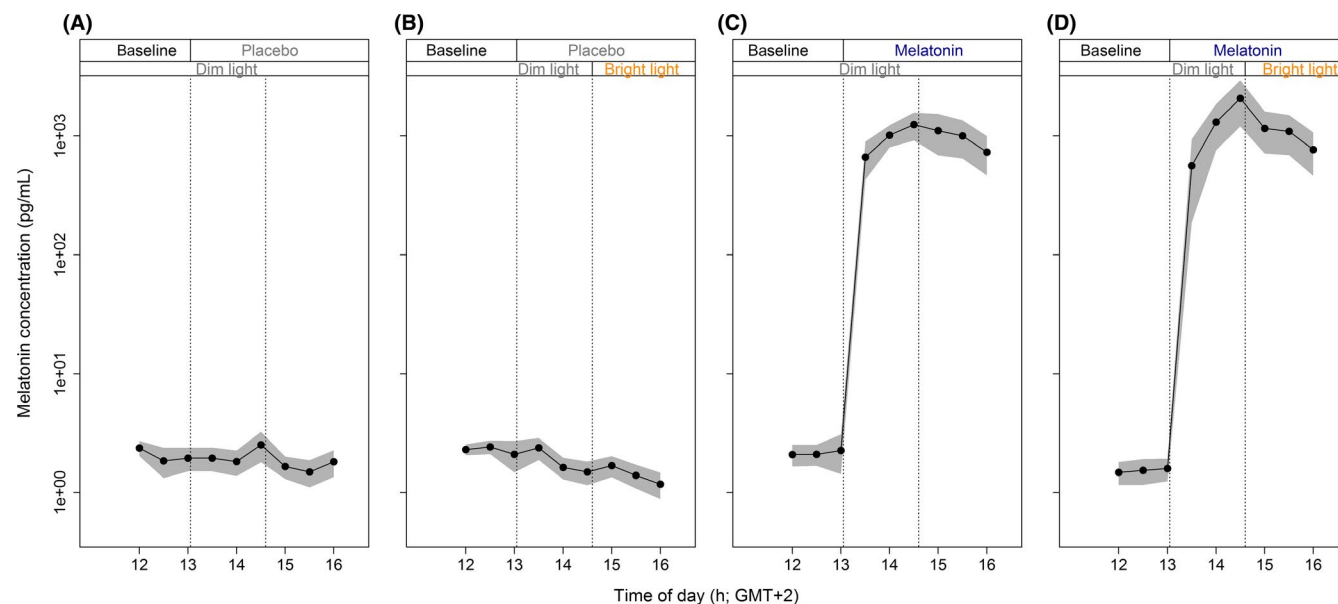 (A)
Baseline Placebo
Dim light
(B)
Baseline Placebo
Dim light Bright light
(C)
Baseline Melatonin
Dim light
(D)
Baseline Melatonin
Dim light Bright light
Melatonin concentration (pg/mL)
1e+03
1e+02
1e+01
1e+00
12 13 14 15 16
12 13 14 15 16
12 13 14 15 16
12 13 14 15 16
Time of day (h; GMT+2)